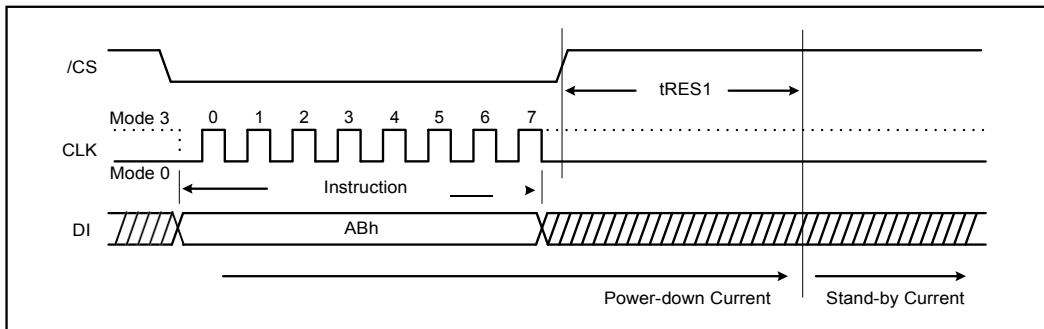 /CS
tRES1
Mode 3
0 1 2 3 4 5 6 7
CLK
Mode 0
Instruction
DI
ABh
Power-down Current
Stand-by Current